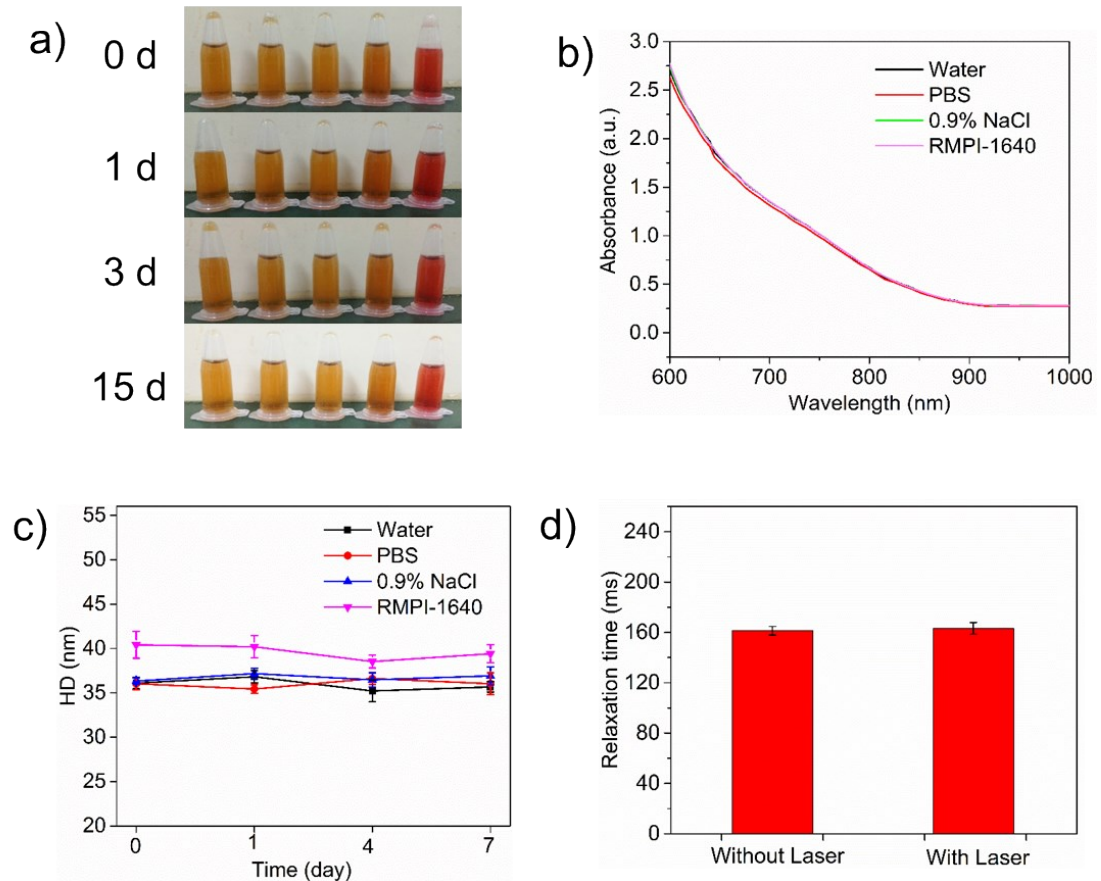 a)
0 d
1 d
3 d
15 d
b)
3.0
2.5
2.0
1.5
1.0
0.5
0.0
Absorbance (a.u.)
Water
PBS
0.9% NaCl
RMPI-1640
600 700 800 900 1000
Wavelength (nm)
c)
55
50
45
40
35
30
25
20
HD (nm)
Water
PBS
0.9% NaCl
RMPI-1640
0 1 4 7
Time (day)
d)
240
200
160
120
80
40
0
Relaxation time (ms)
Without Laser With Laser